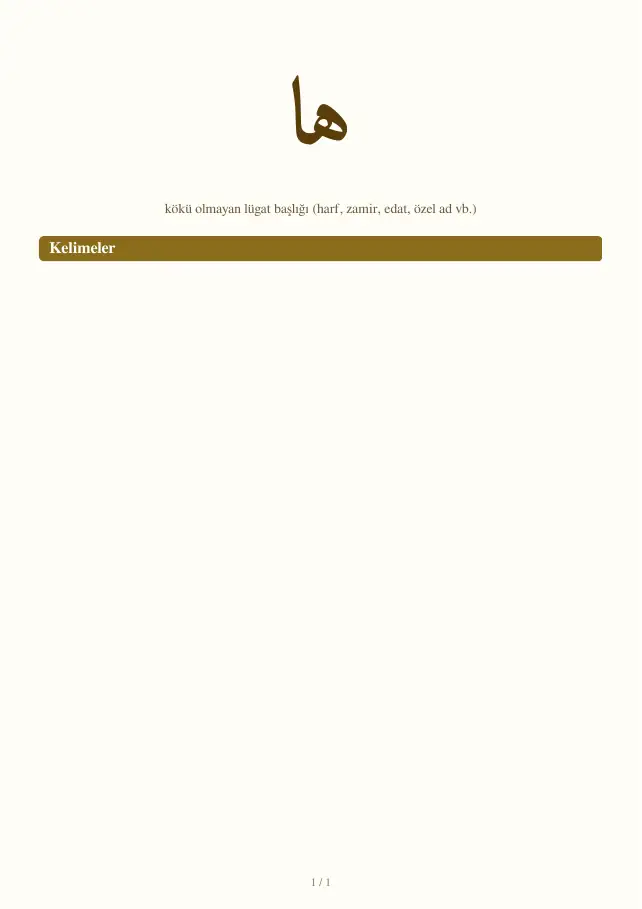 ها
kökü olmayan lügat başlığı (harf, zamir, edat, özel ad vb.)
Kelimeler
1 / 1